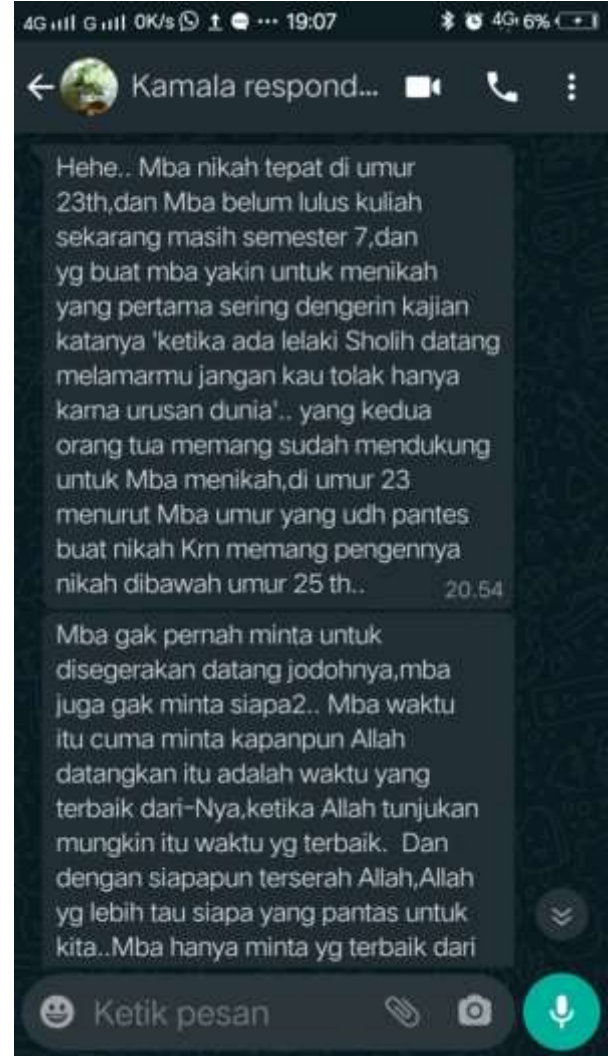 4G G 0K/s ... 19:07 4G 6%
Kamala respond...
Hehe.. Mba nikah tepat di umur
23th,dan Mba belum lulus kuliah
sekarang masih semester 7,dan
yg buat mba yakin untuk menikah
yang pertama sering dengerin kajian
katanya 'ketika ada lelaki Sholih datang
melamarmu jangan kau tolak hanya
karna urusan dunia'.. yang kedua
orang tua memang sudah mendukung
untuk Mba menikah,di umur 23
menurut Mba umur yang udh pantes
buat nikah Krn memang pengennya
nikah dibawah umur 25 th..
20.54
Mba gak pernah minta untuk
disegerakan datang jodohnya,mba
juga gak minta siapa2.. Mba waktu
itu cuma minta kapanpun Allah
datangkan itu adalah waktu yang
terbaik dari-Nya,ketika Allah tunjukan
mungkin itu waktu yg terbaik. Dan
dengan siapapun terserah Allah,Allah
yg lebih tau siapa yang pantas untuk
kita..Mba hanya minta yg terbaik dari
Ketik pesan